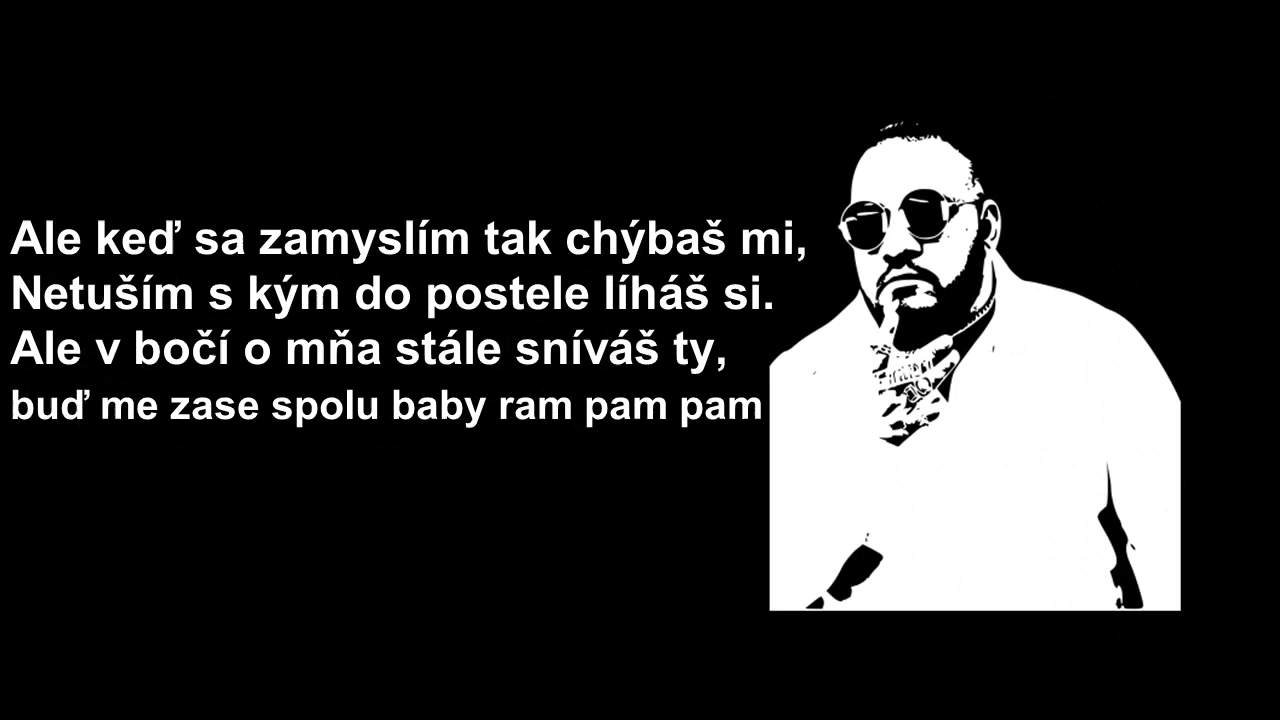 Ale keď sa zamyslím tak chýbaš mi,
Netuším s kým do postele líháš si.
Ale v bočí o mňa stále sníváš ty,
buď me zase spolu baby ram pam pam